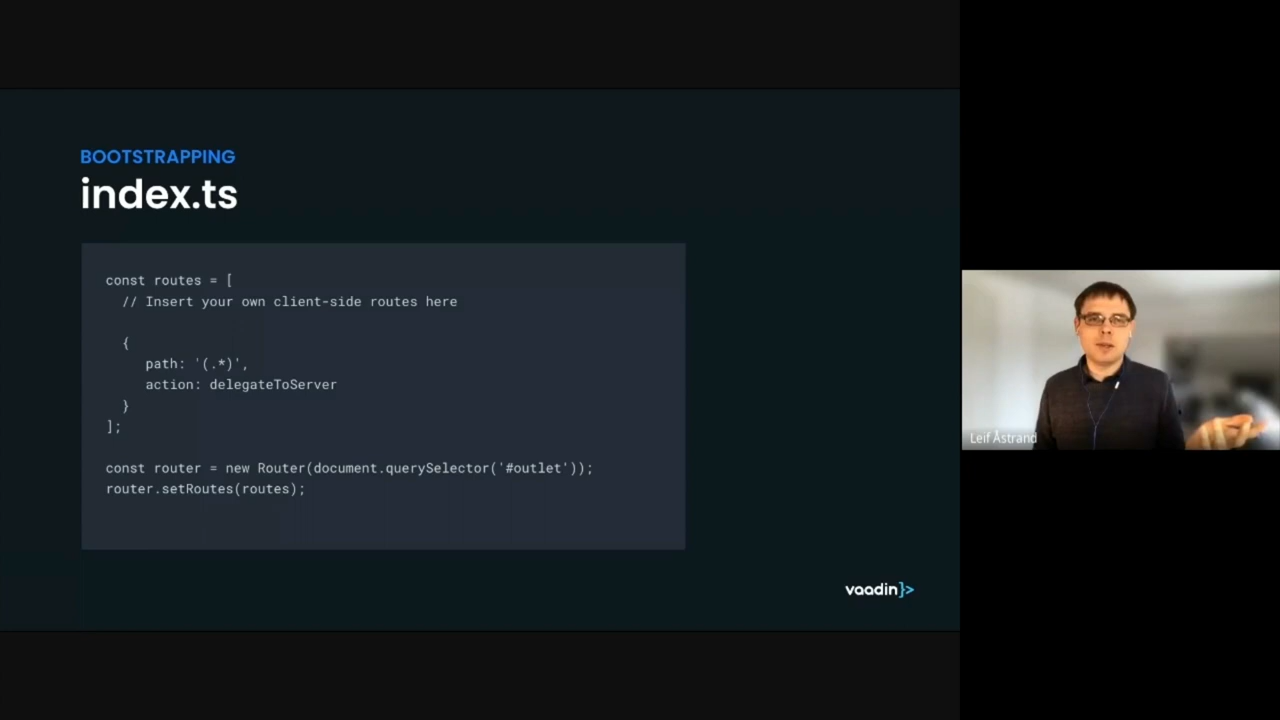 BOOTSTRAPPING
index.ts
const routes = [
// Insert your own client-side routes here
{
path: '(.*)',
action: delegateToServer
}
];
const router = new Router(document.querySelector('#outlet'));
router.setRoutes(routes);
vaadin}>
Leif Åstrand